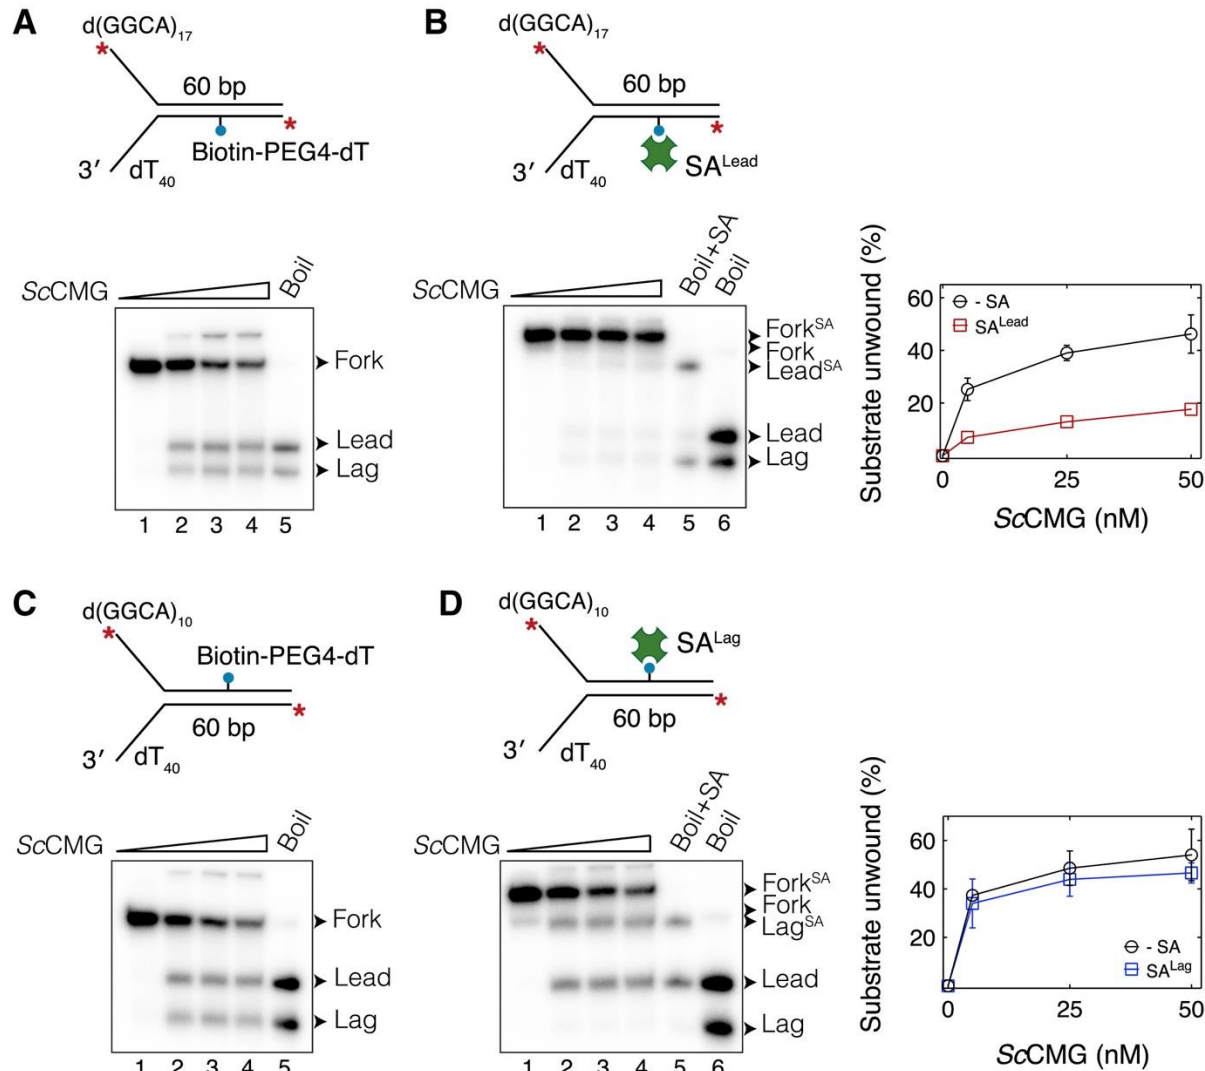 A
d(GGCA)₁₇
*
60 bp
*
Biotin-PEG4-dT
3′ dT₄₀
ScCMG
Boil
Fork
Lead
Lag
1 2 3 4 5
B
d(GGCA)₁₇
*
60 bp
*
SAᴸᵉᵃᵈ
3′ dT₄₀
ScCMG
Boil+SA
Boil
Forkˢᴬ
Fork
Leadˢᴬ
Lead
Lag
1 2 3 4 5 6
Substrate unwound (%)
60
40
20
- SA
SAᴸᵉᵃᵈ
0 25 50
ScCMG (nM)
C
d(GGCA)₁₀
*
Biotin-PEG4-dT
*
60 bp
3′ dT₄₀
ScCMG
Boil
Fork
Lead
Lag
1 2 3 4 5
D
d(GGCA)₁₀
*
SAᴸᵃᵍ
*
60 bp
3′ dT₄₀
ScCMG
Boil+SA
Boil
Forkˢᴬ
Fork
Lagˢᴬ
Lead
Lag
1 2 3 4 5 6
Substrate unwound (%)
60
40
20
- SA
SAᴸᵃᵍ
0 25 50
ScCMG (nM)